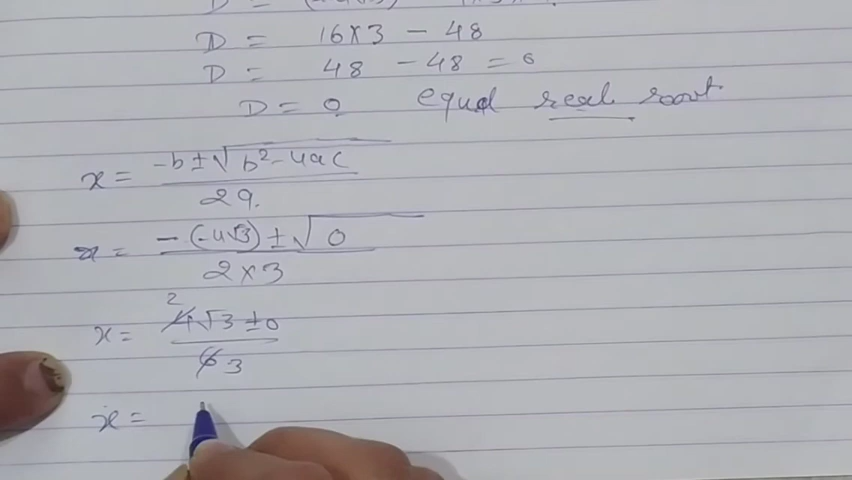 D = 16×3 - 48
D = 48 - 48 = 0
D = 0 equal real root
x = -b ± √b² - 4ac / 2a.
x = -(-4√3) ± √0 / 2×3
2
x = 4√3 ± 0 / 6 3
x =